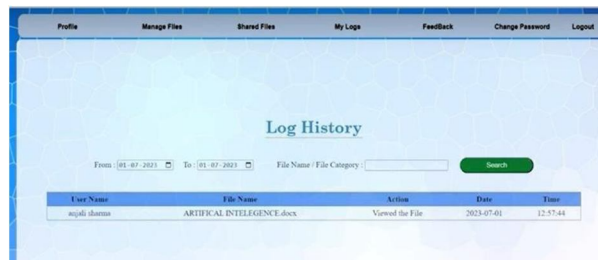 Profile Manage Files Shared Files My Logs FeedBack Change Password Logout
Log History
From : 01-07-2023 To : 01-07-2023 File Name / File Category : Search
User Name File Name Action Date Time
anjali sharma ARTIFICAL INTELEGENCE.docx Viewed the File 2023-07-01 12:57:44